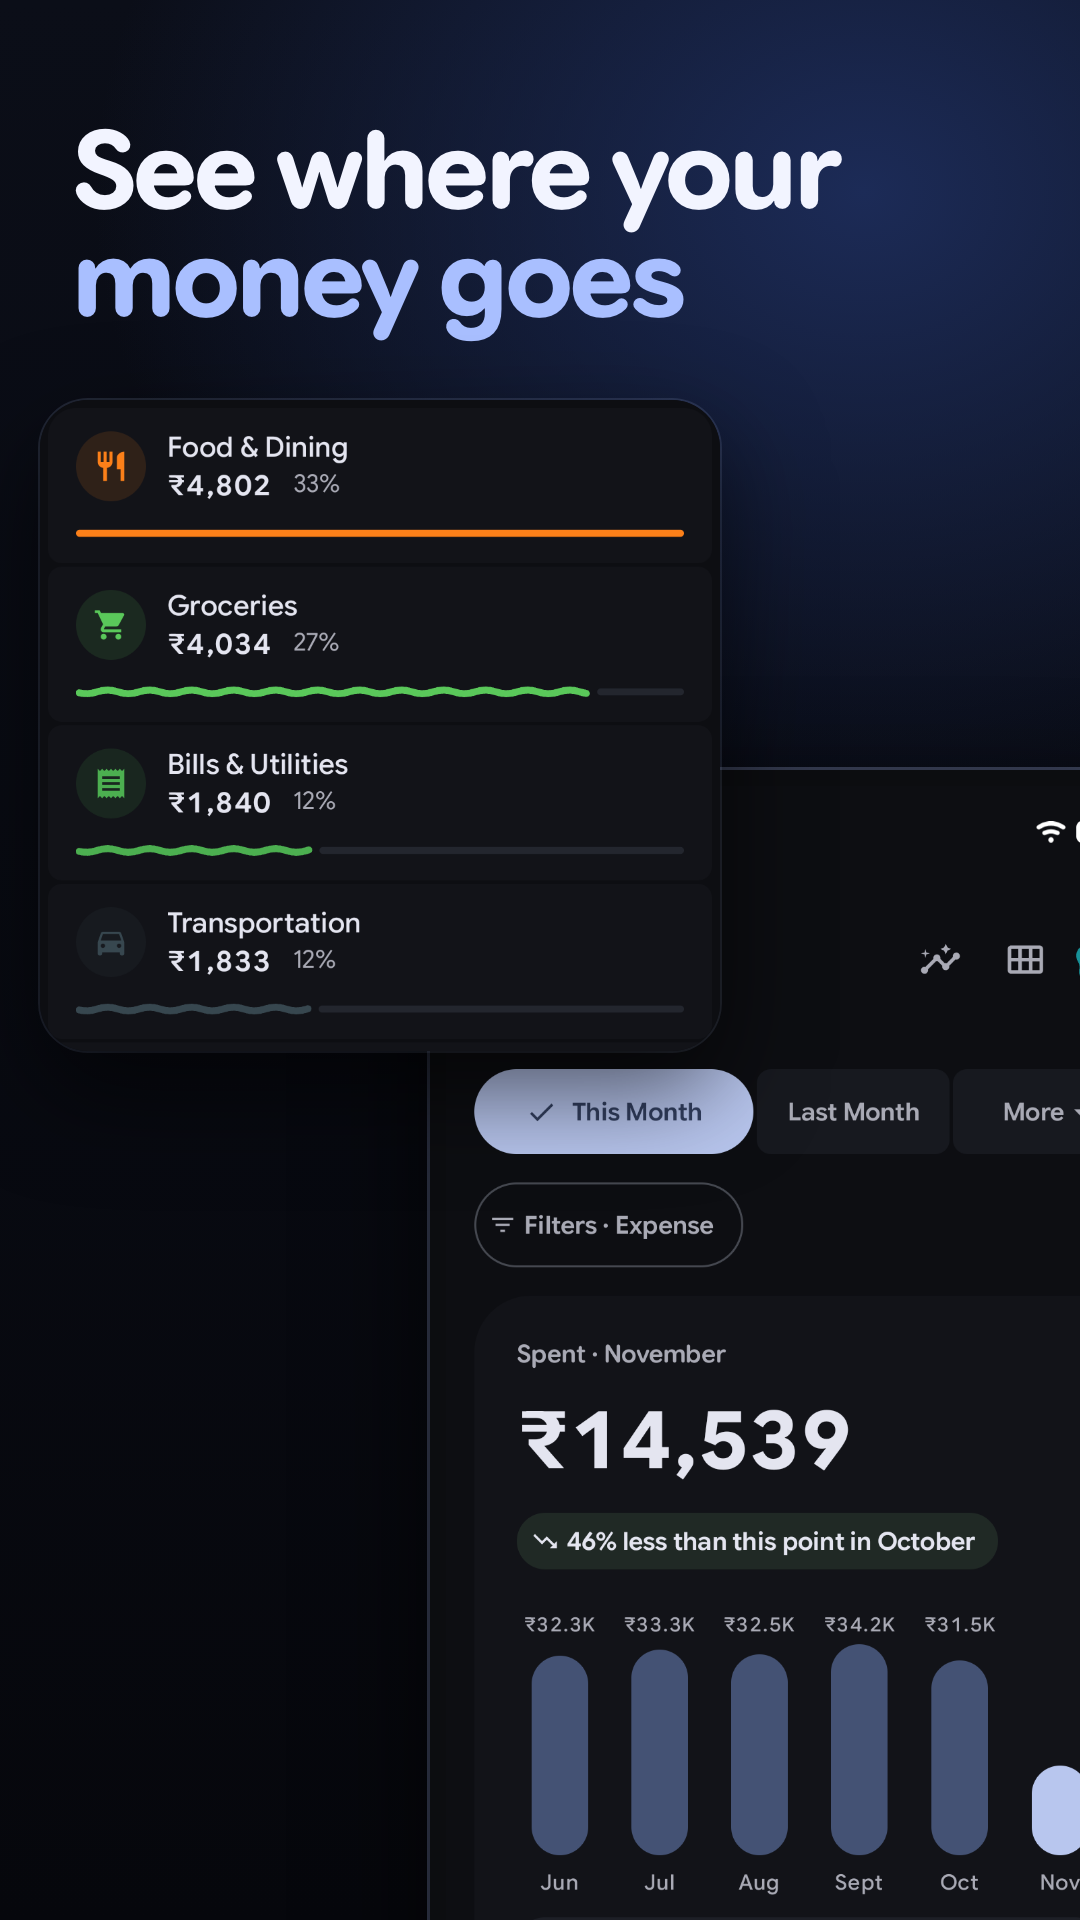 See where your
money goes
Food & Dining
₹4,802 33%
Groceries
₹4,034 27%
Bills & Utilities
₹1,840 12%
Transportation
₹1,833 12%
This Month
Last Month
More
Filters · Expense
Spent · November
₹14,539
46% less than this point in October
₹32.3K ₹33.3K ₹32.5K ₹34.2K ₹31.5K
Jun Jul Aug Sept Oct Nov